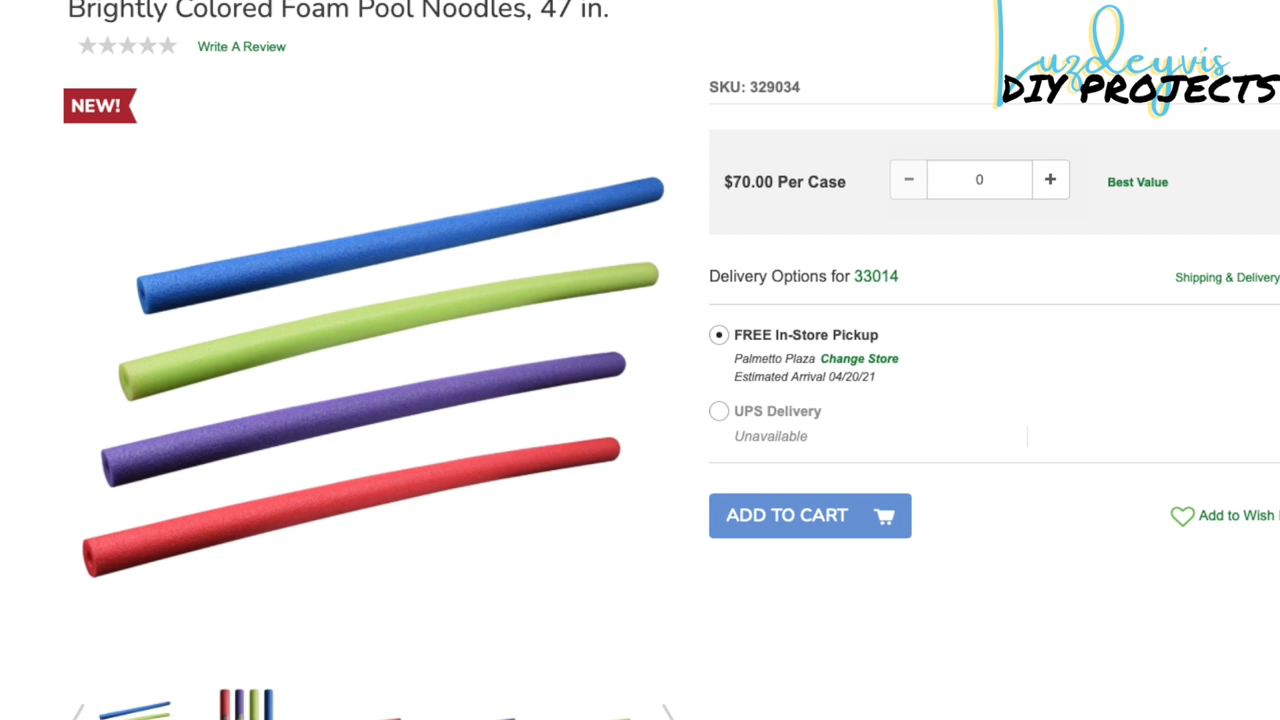 Brightly Colored Foam Pool Noodles, 47 in.
Write A Review
NEW!
Luzdeyvis
DIY PROJECTS
SKU: 329034
$70.00 Per Case
− 0 +
Best Value
Delivery Options for 33014
Shipping & Delivery
FREE In-Store Pickup
Palmetto Plaza Change Store
Estimated Arrival 04/20/21
UPS Delivery
Unavailable
ADD TO CART
Add to Wish